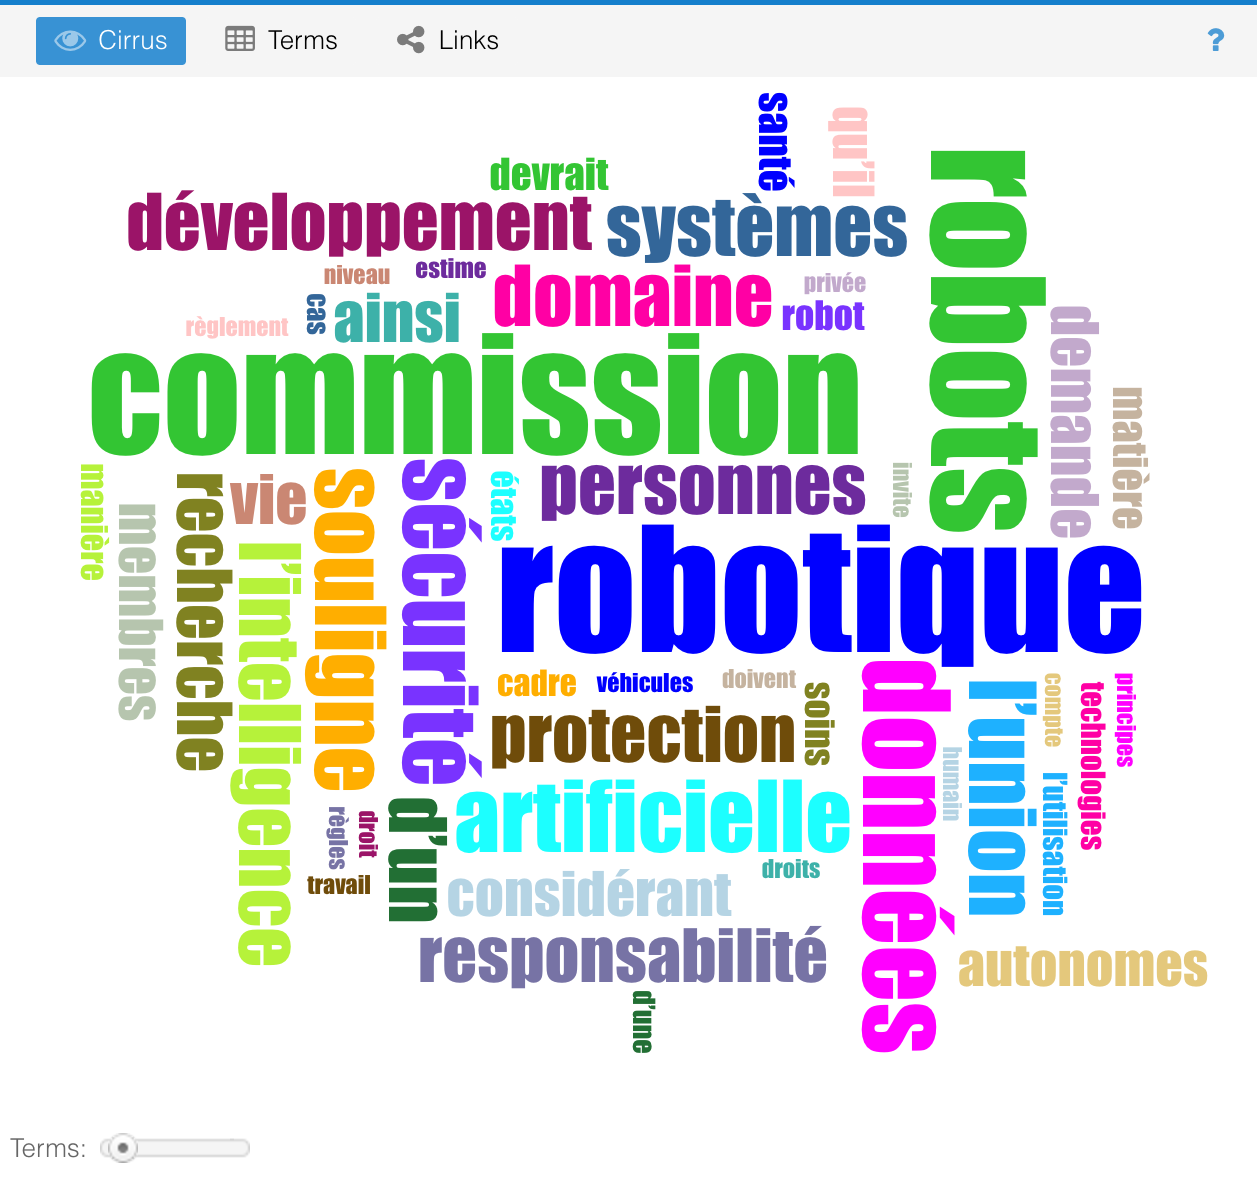 Cirrus
Terms
Links
?
santé
qu'il
devrait
robots
développement
systèmes
niveau
estime
domaine
privée
cas
ainsi
robot
règlement
demande
commission
matière
manière
membres
recherche
vie
souligne
sécurité
états
personnes
invite
l'intelligence
robotique
cadre
véhicules
doivent
soins
données
l'union
compte
technologies
principes
protection
humain
l'utilisation
artificielle
règles
droit
d'un
travail
droits
considérant
responsabilité
autonomes
d'une
Terms: